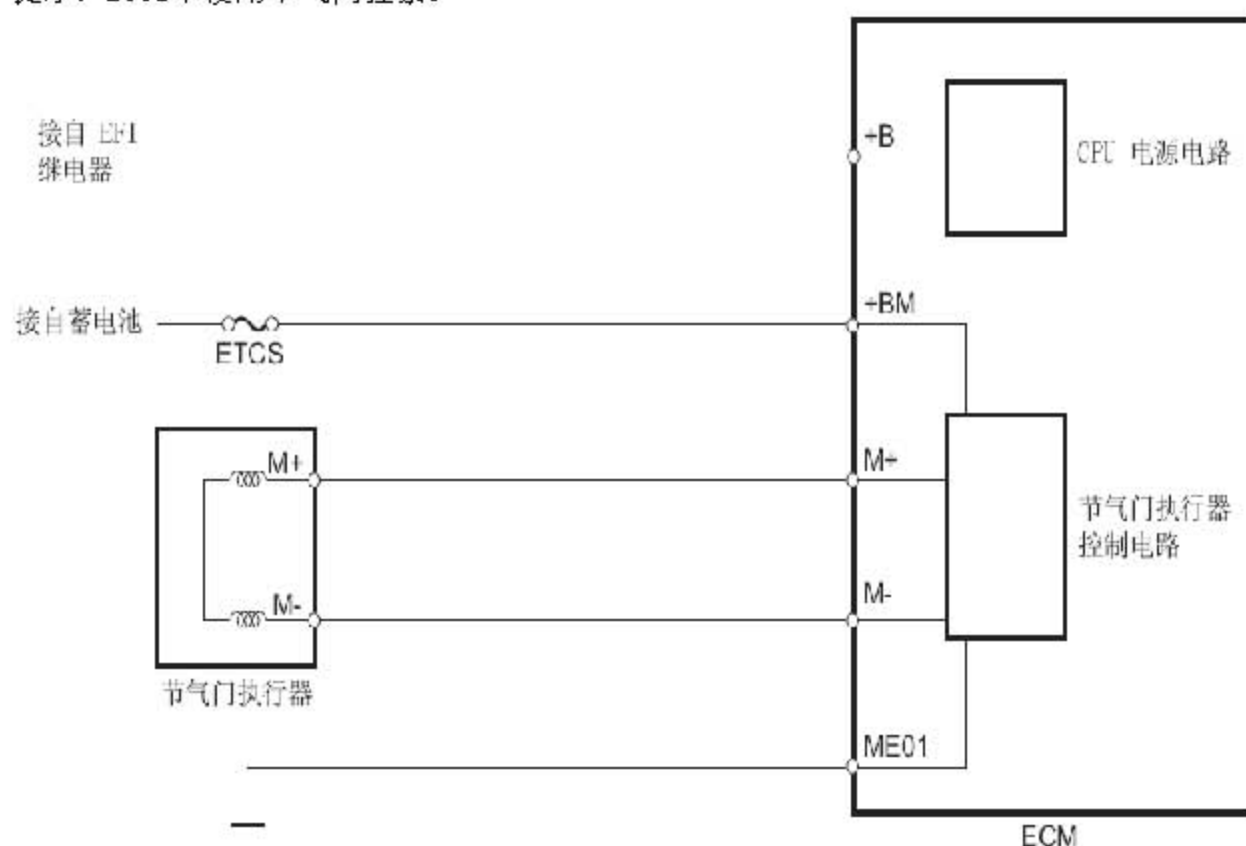 接自 EFI
继电器
+B
CPU 电源电路
接自蓄电池
ETCS
+BM
M+
M+
节气门执行器
控制电路
M-
M-
节气门执行器
ME01
ECM